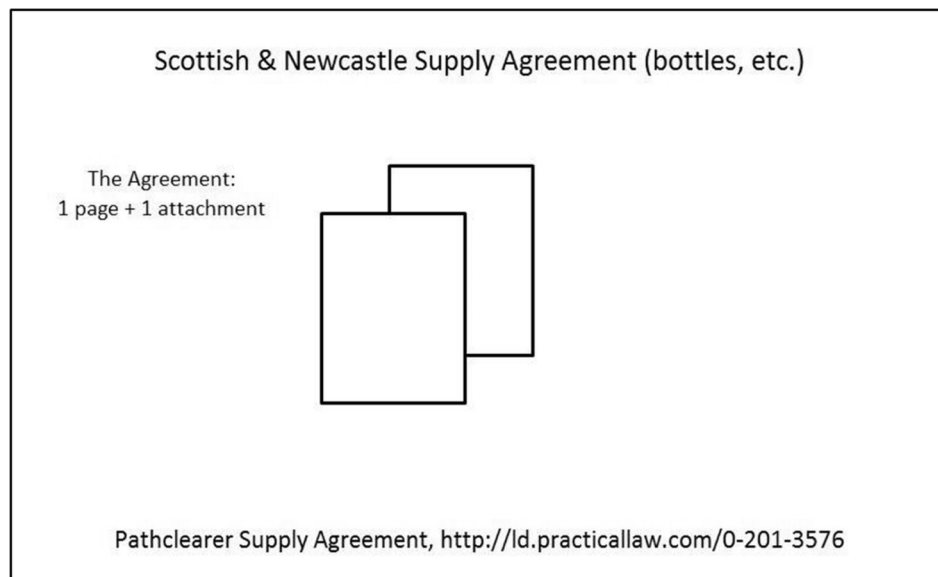 Scottish & Newcastle Supply Agreement (bottles, etc.)
The Agreement:
1 page + 1 attachment
Pathclearer Supply Agreement, http://ld.practicallaw.com/0-201-3576